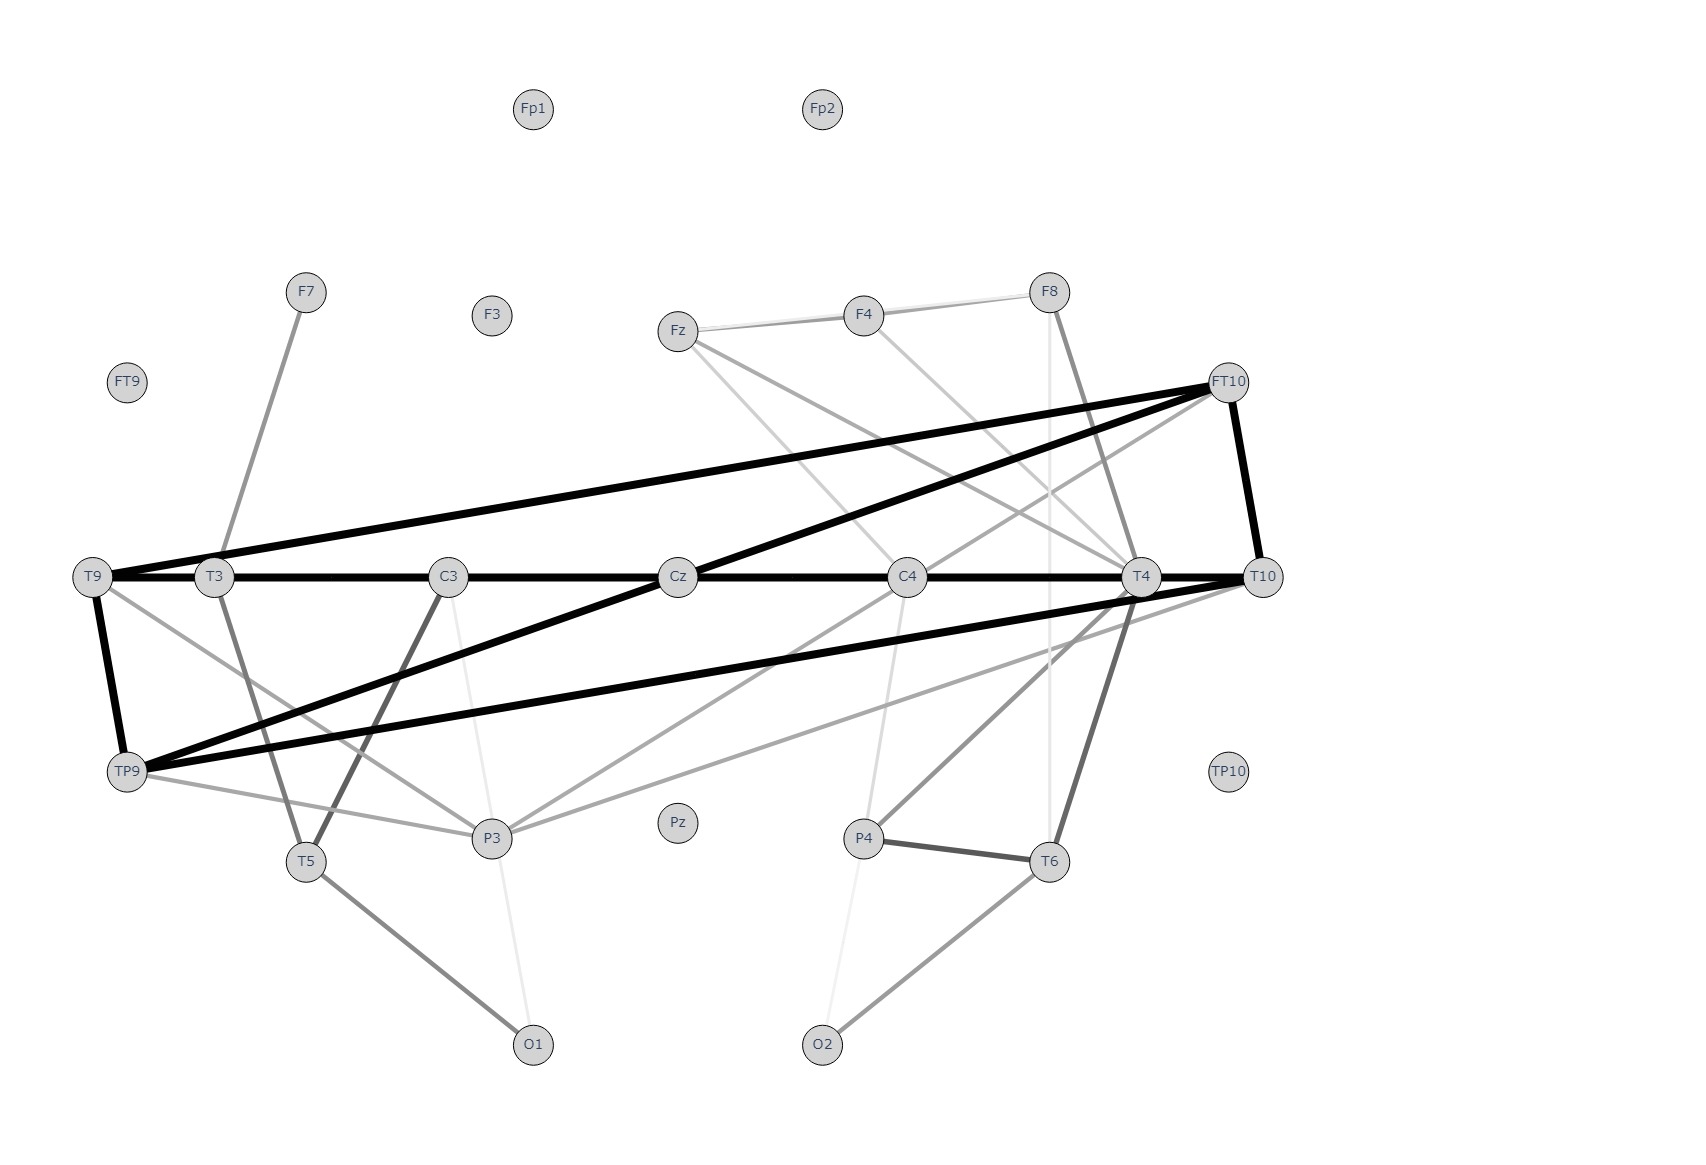 Fp1 Fp2
F7 F3 Fz F4 F8
FT9 FT10
T9 T3 C3 Cz C4 T4 T10
TP9 TP10
T5 P3 Pz P4 T6
O1 O2